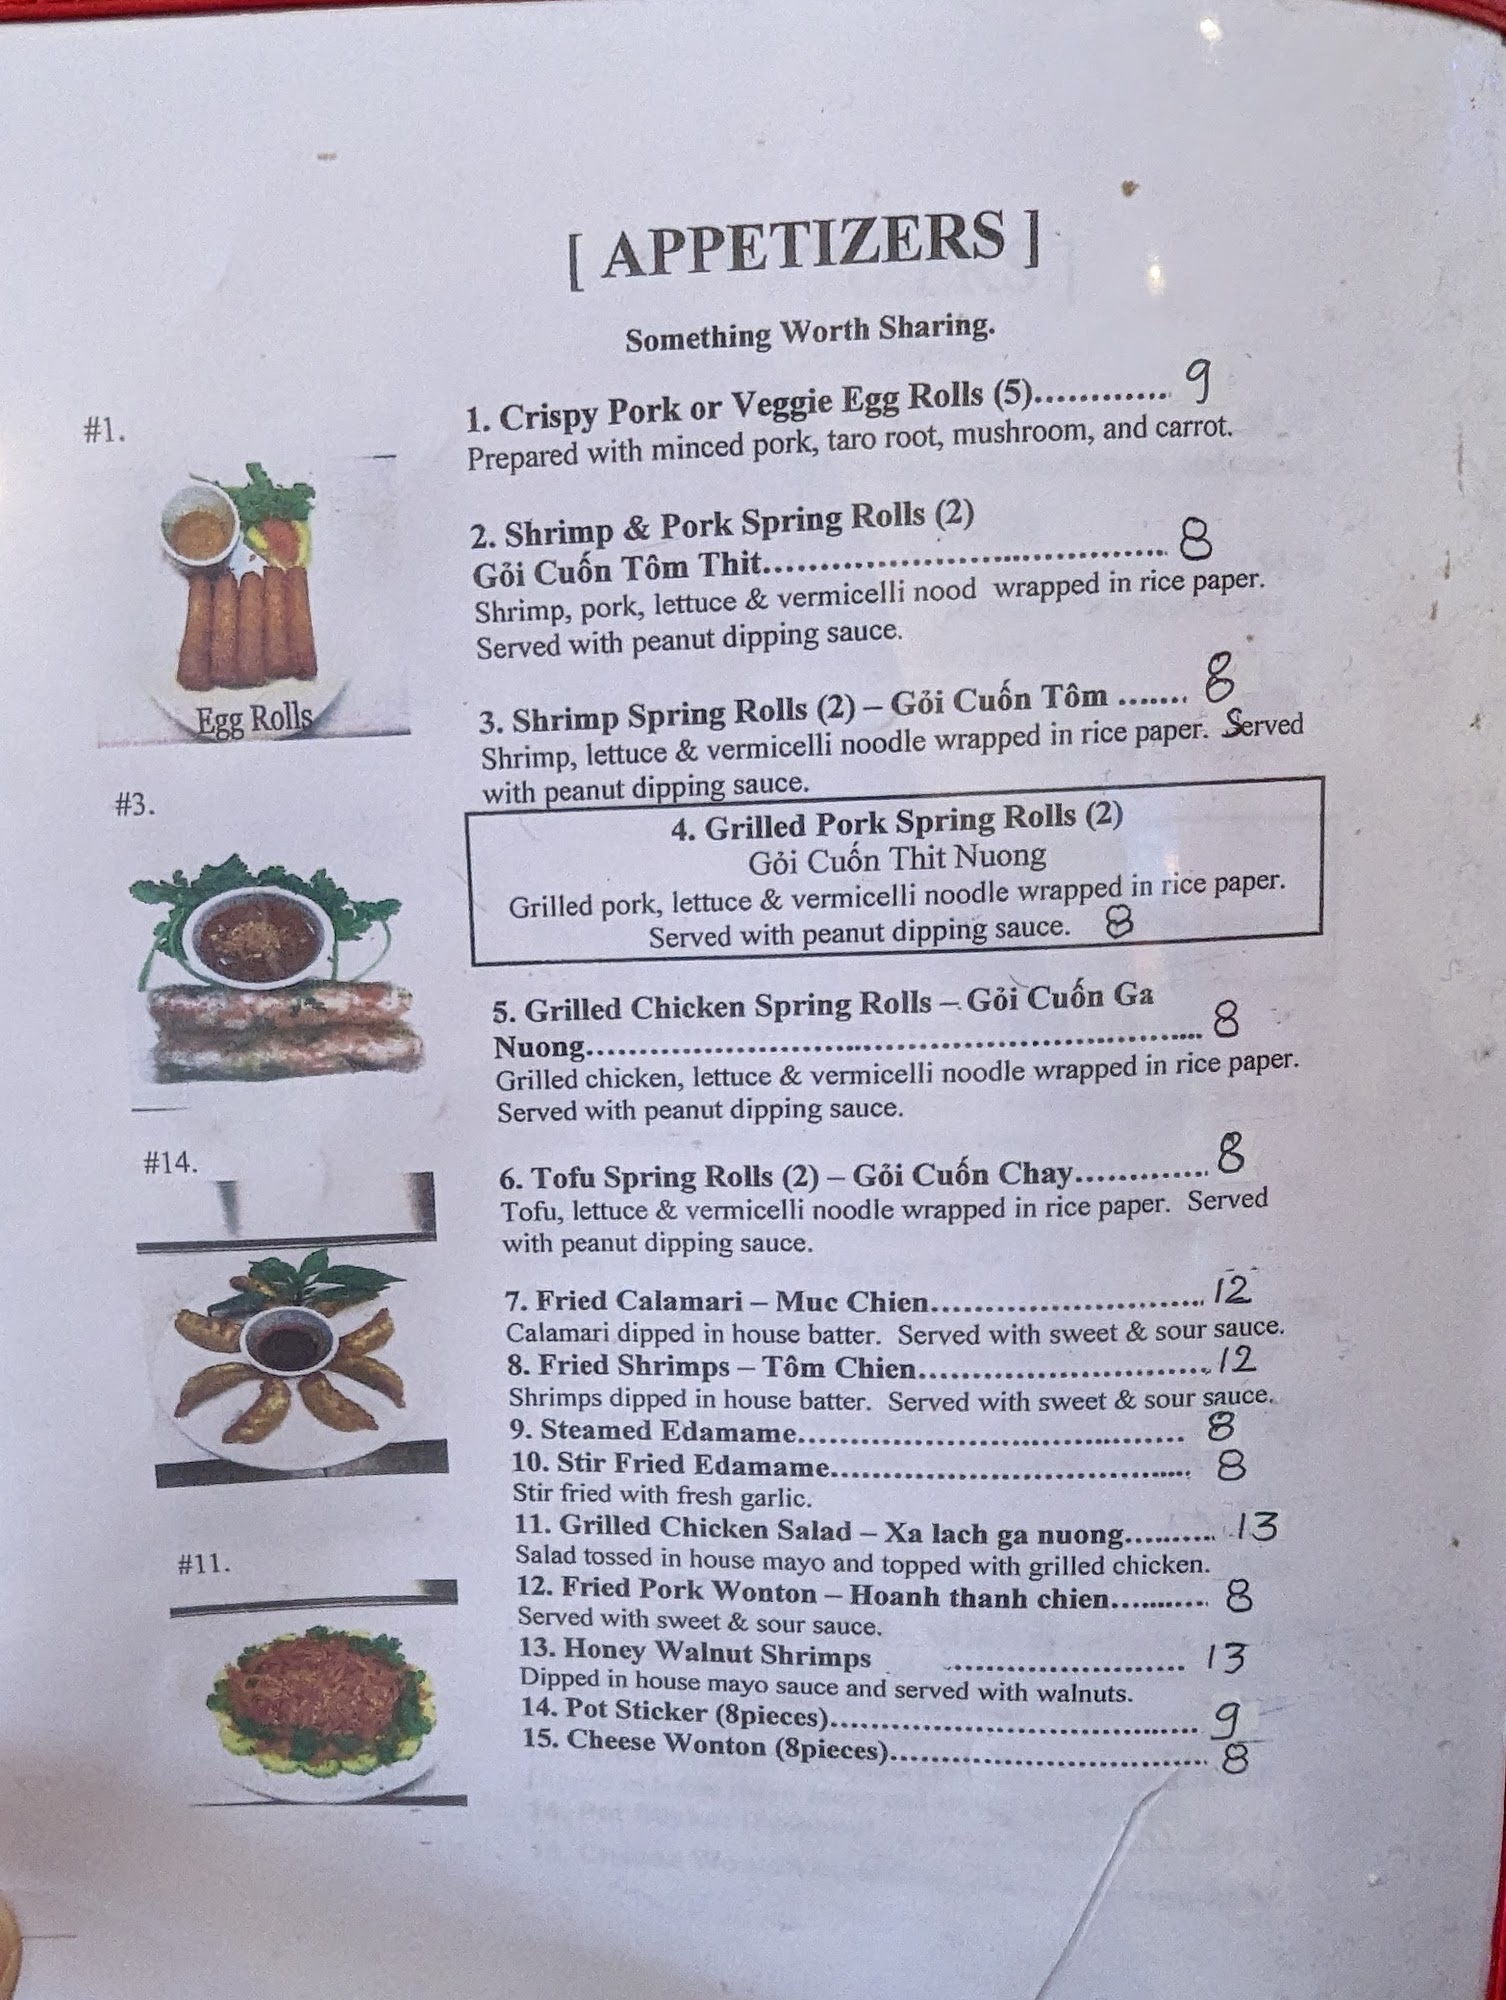 [ APPETIZERS ]
Something Worth Sharing.
#1.
Egg Rolls
#3.
#14.
#11.
1. Crispy Pork or Veggie Egg Rolls (5)............. 9
Prepared with minced pork, taro root, mushroom, and carrot.
2. Shrimp & Pork Spring Rolls (2)
Gỏi Cuốn Tôm Thit....................................... 8
Shrimp, pork, lettuce & vermicelli nood wrapped in rice paper.
Served with peanut dipping sauce.
3. Shrimp Spring Rolls (2) – Gỏi Cuốn Tôm ....... 8
Shrimp, lettuce & vermicelli noodle wrapped in rice paper. Served
with peanut dipping sauce.
4. Grilled Pork Spring Rolls (2)
Gỏi Cuốn Thit Nuong
Grilled pork, lettuce & vermicelli noodle wrapped in rice paper.
Served with peanut dipping sauce. 8
5. Grilled Chicken Spring Rolls – Gỏi Cuốn Ga
Nuong............................................................ 8
Grilled chicken, lettuce & vermicelli noodle wrapped in rice paper.
Served with peanut dipping sauce.
6. Tofu Spring Rolls (2) – Gỏi Cuốn Chay............. 8
Tofu, lettuce & vermicelli noodle wrapped in rice paper. Served
with peanut dipping sauce.
7. Fried Calamari – Muc Chien.......................... 12
Calamari dipped in house batter. Served with sweet & sour sauce.
8. Fried Shrimps – Tôm Chien............................ 12
Shrimps dipped in house batter. Served with sweet & sour sauce.
9. Steamed Edamame..................................... 8
10. Stir Fried Edamame................................... 8
Stir fried with fresh garlic.
11. Grilled Chicken Salad – Xa lach ga nuong.......... 13
Salad tossed in house mayo and topped with grilled chicken.
12. Fried Pork Wonton – Hoanh thanh chien........... 8
Served with sweet & sour sauce.
13. Honey Walnut Shrimps ........................ 13
Dipped in house mayo sauce and served with walnuts.
14. Pot Sticker (8pieces)..................................... 9
15. Cheese Wonton (8pieces)................................ 8